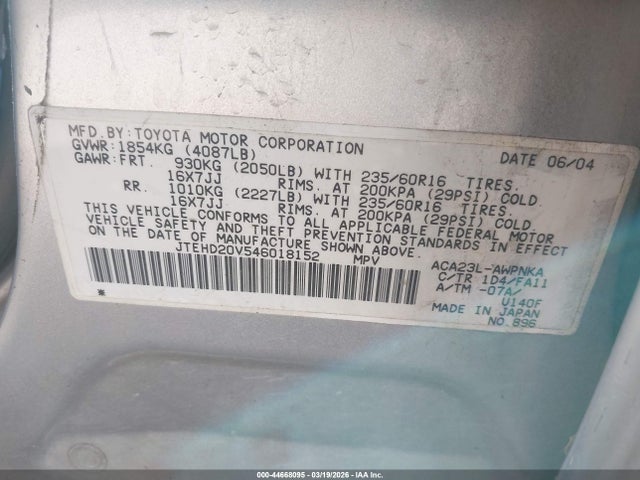 MFD.BY:TOYOTA MOTOR CORPORATION DATE 06/04
GVWR:1854KG (4087LB)
GAWR:FRT. 930KG (2050LB) WITH 235/60R16 TIRES.
16X7JJ RIMS. AT 200KPA (29PSI) COLD.
RR. 1010KG (2227LB) WITH 235/60R16 TIRES.
16X7JJ RIMS. AT 200KPA (29PSI) COLD.
THIS VEHICLE CONFORMS TO ALL APPLICABLE FEDERAL MOTOR
VEHICLE SAFETY AND THEFT PREVENTION STANDARDS IN EFFECT
ON THE DATE OF MANUFACTURE SHOWN ABOVE.
JTEHD20V546018152 MPV
ACA23L-AWPNKA
C/TR 1D4/FA11
A/TM -07A/
U140F
MADE IN JAPAN
NO.896
000-44668095 - 03/19/2026 - IAA Inc.